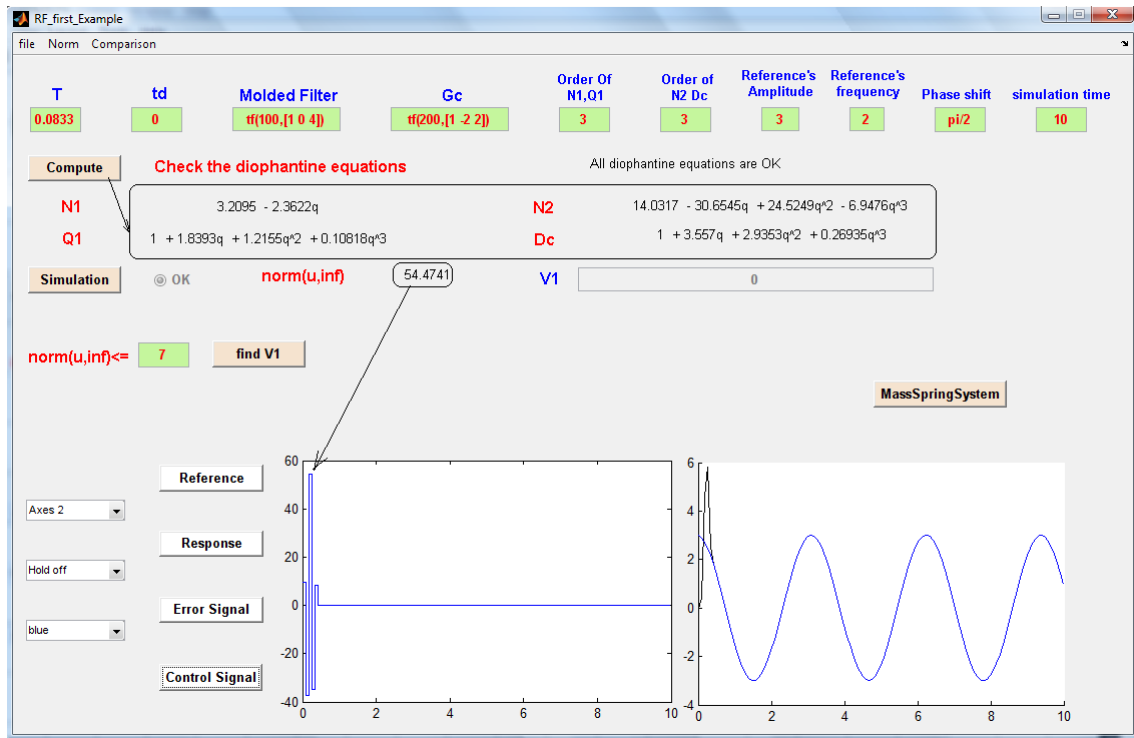 RF_first_Example
file Norm Comparison
T td Molded Filter Gc Order Of N1,Q1 Order of N2 Dc Reference's Amplitude Reference's frequency Phase shift simulation time
0.0833 0 tf(100,[1 0 4]) tf(200,[1 -2 2]) 3 3 3 2 pi/2 10
Compute Check the diophantine equations All diophantine equations are OK
N1 3.2095 - 2.3622q N2 14.0317 - 30.6545q + 24.5249q^2 - 6.9476q^3
Q1 1 + 1.8393q + 1.2155q^2 + 0.10818q^3 Dc 1 + 3.557q + 2.9353q^2 + 0.26935q^3
Simulation OK norm(u,inf) 54.4741 V1 0
norm(u,inf)<= 7 find V1
MassSpringSystem
Reference
Axes 2
Response
Hold off
Error Signal
blue
Control Signal
60
40
20
0
-20
-40
0 2 4 6 8 10
6
4
2
0
-2
-4
0 2 4 6 8 10